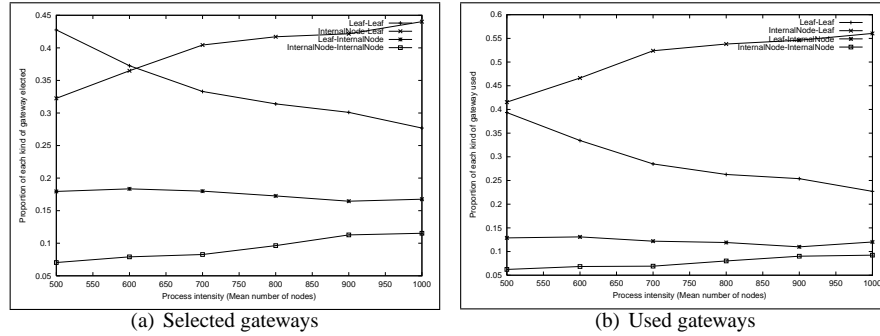 0.45
0.4
0.35
0.3
0.25
0.2
0.15
0.1
0.05
500 550 600 650 700 750 800 850 900 950 1000
Proportion of each kind of gateway elected
Process intensity (Mean number of nodes)
Leaf-Leaf
InternalNode-Leaf
Leaf-InternalNode
InternalNode-InternalNode
(a) Selected gateways
0.6
0.55
0.5
0.45
0.4
0.35
0.3
0.25
0.2
0.15
0.1
0.05
500 550 600 650 700 750 800 850 900 950 1000
Proportion of each kind of gateway used
Process intensity (Mean number of nodes)
Leaf-Leaf
InternalNode-Leaf
Leaf-InternalNode
InternalNode-InternalNode
(b) Used gateways